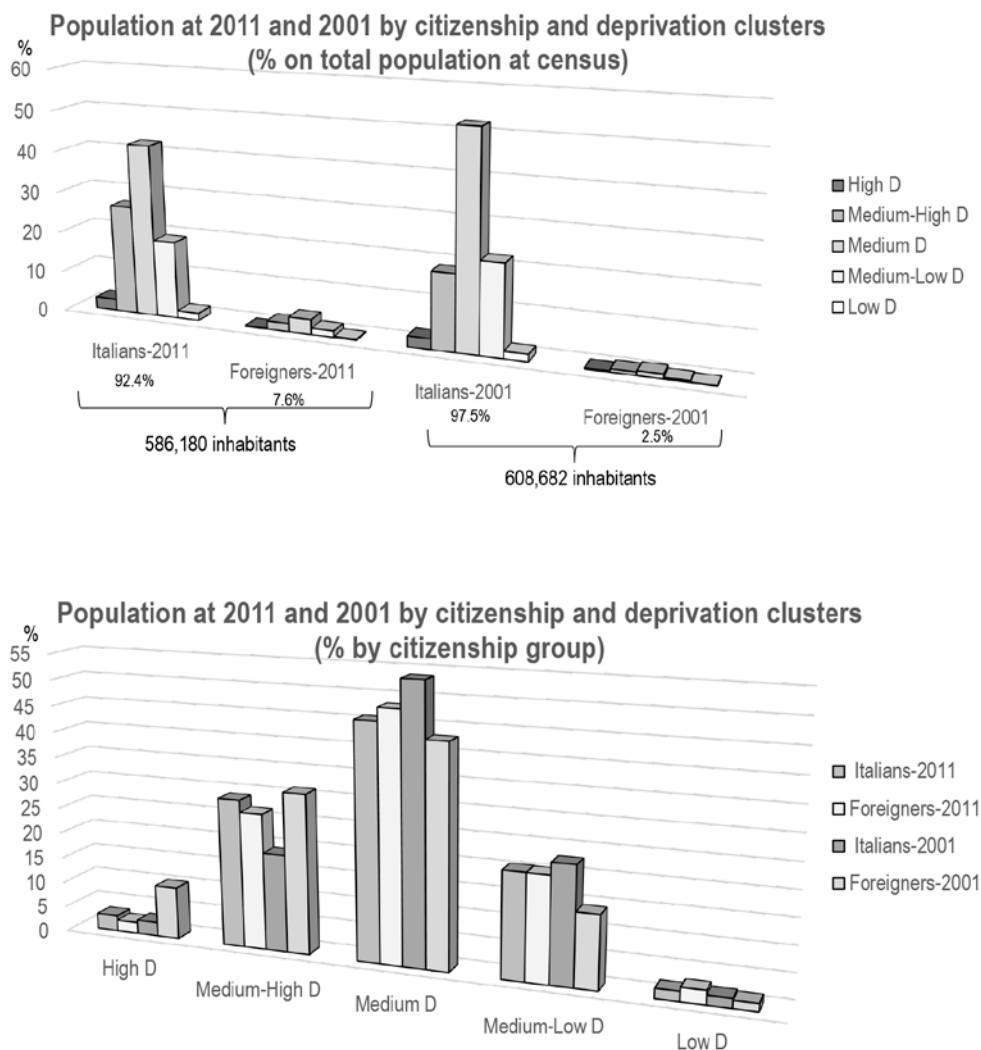 Population at 2011 and 2001 by citizenship and deprivation clusters
(% on total population at census)
%
60
50
40
30
20
10
0
High D
Medium-High D
Medium D
Medium-Low D
Low D
Italians-2011
92.4%
Foreigners-2011
7.6%
Italians-2001
97.5%
Foreigners-2001
2.5%
586,180 inhabitants
608,682 inhabitants
Population at 2011 and 2001 by citizenship and deprivation clusters
(% by citizenship group)
%
55
50
45
40
35
30
25
20
15
10
5
0
Italians-2011
Foreigners-2011
Italians-2001
Foreigners-2001
High D
Medium-High D
Medium D
Medium-Low D
Low D